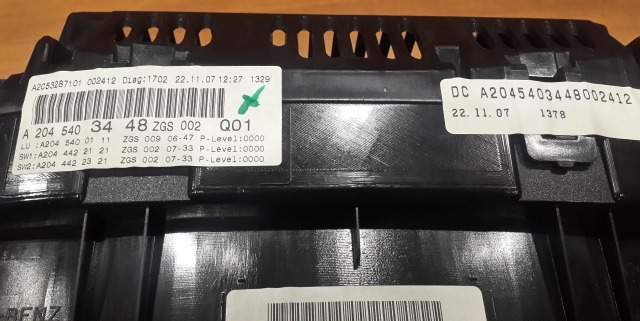 A2C53287101 002412 Diag:1702 22.11.07 12:27 1329
A 204 540 34 48 ZGS 002 Q01
LU :A204 540 01 11 ZGS 009 06-47 P-Level:0000
SW1:A204 442 21 21 ZGS 002 07-33 P-Level:0000
SW2:A204 442 23 21 ZGS 002 07-33 P-Level:0000
DC A2045403448002412
22.11.07 1378
BENZ